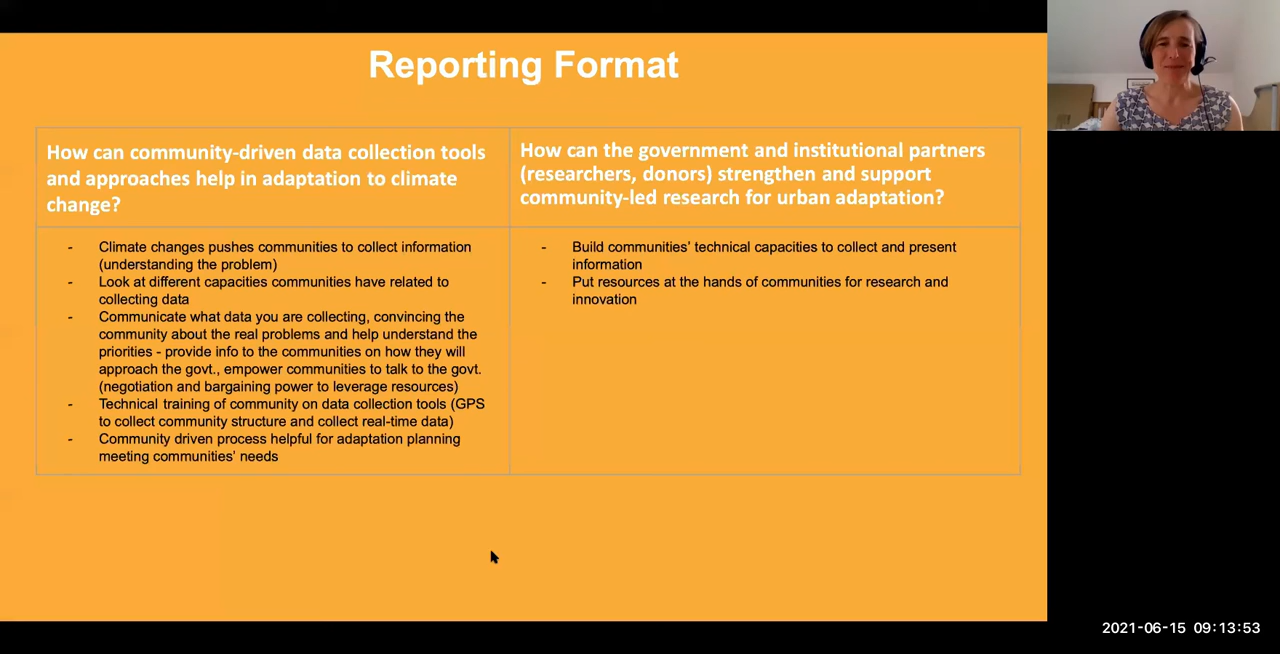 Reporting Format
How can community-driven data collection tools
and approaches help in adaptation to climate
change?
How can the government and institutional partners
(researchers, donors) strengthen and support
community-led research for urban adaptation?
- Climate changes pushes communities to collect information
(understanding the problem)
- Look at different capacities communities have related to
collecting data
- Communicate what data you are collecting, convincing the
community about the real problems and help understand the
priorities - provide info to the communities on how they will
approach the govt., empower communities to talk to the govt.
(negotiation and bargaining power to leverage resources)
- Technical training of community on data collection tools (GPS
to collect community structure and collect real-time data)
- Community driven process helpful for adaptation planning
meeting communities' needs
- Build communities' technical capacities to collect and present
information
- Put resources at the hands of communities for research and
innovation
2021-06-15 09:13:53